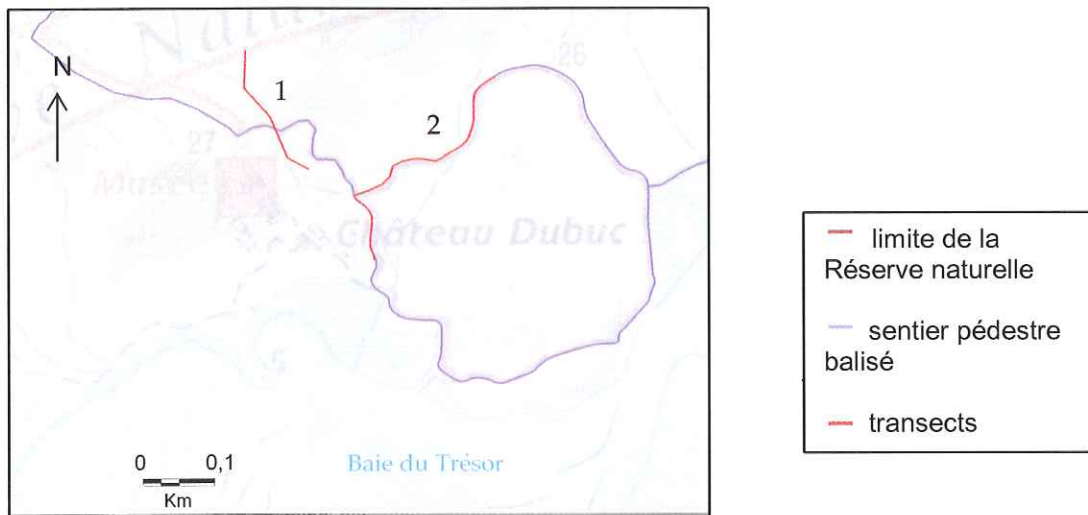 Natu
26
N
1
2
27
Musée
Château Dubuc
0 0,1
Km
Baie du Trésor
limite de la
Réserve naturelle
sentier pédestre
balisé
transects